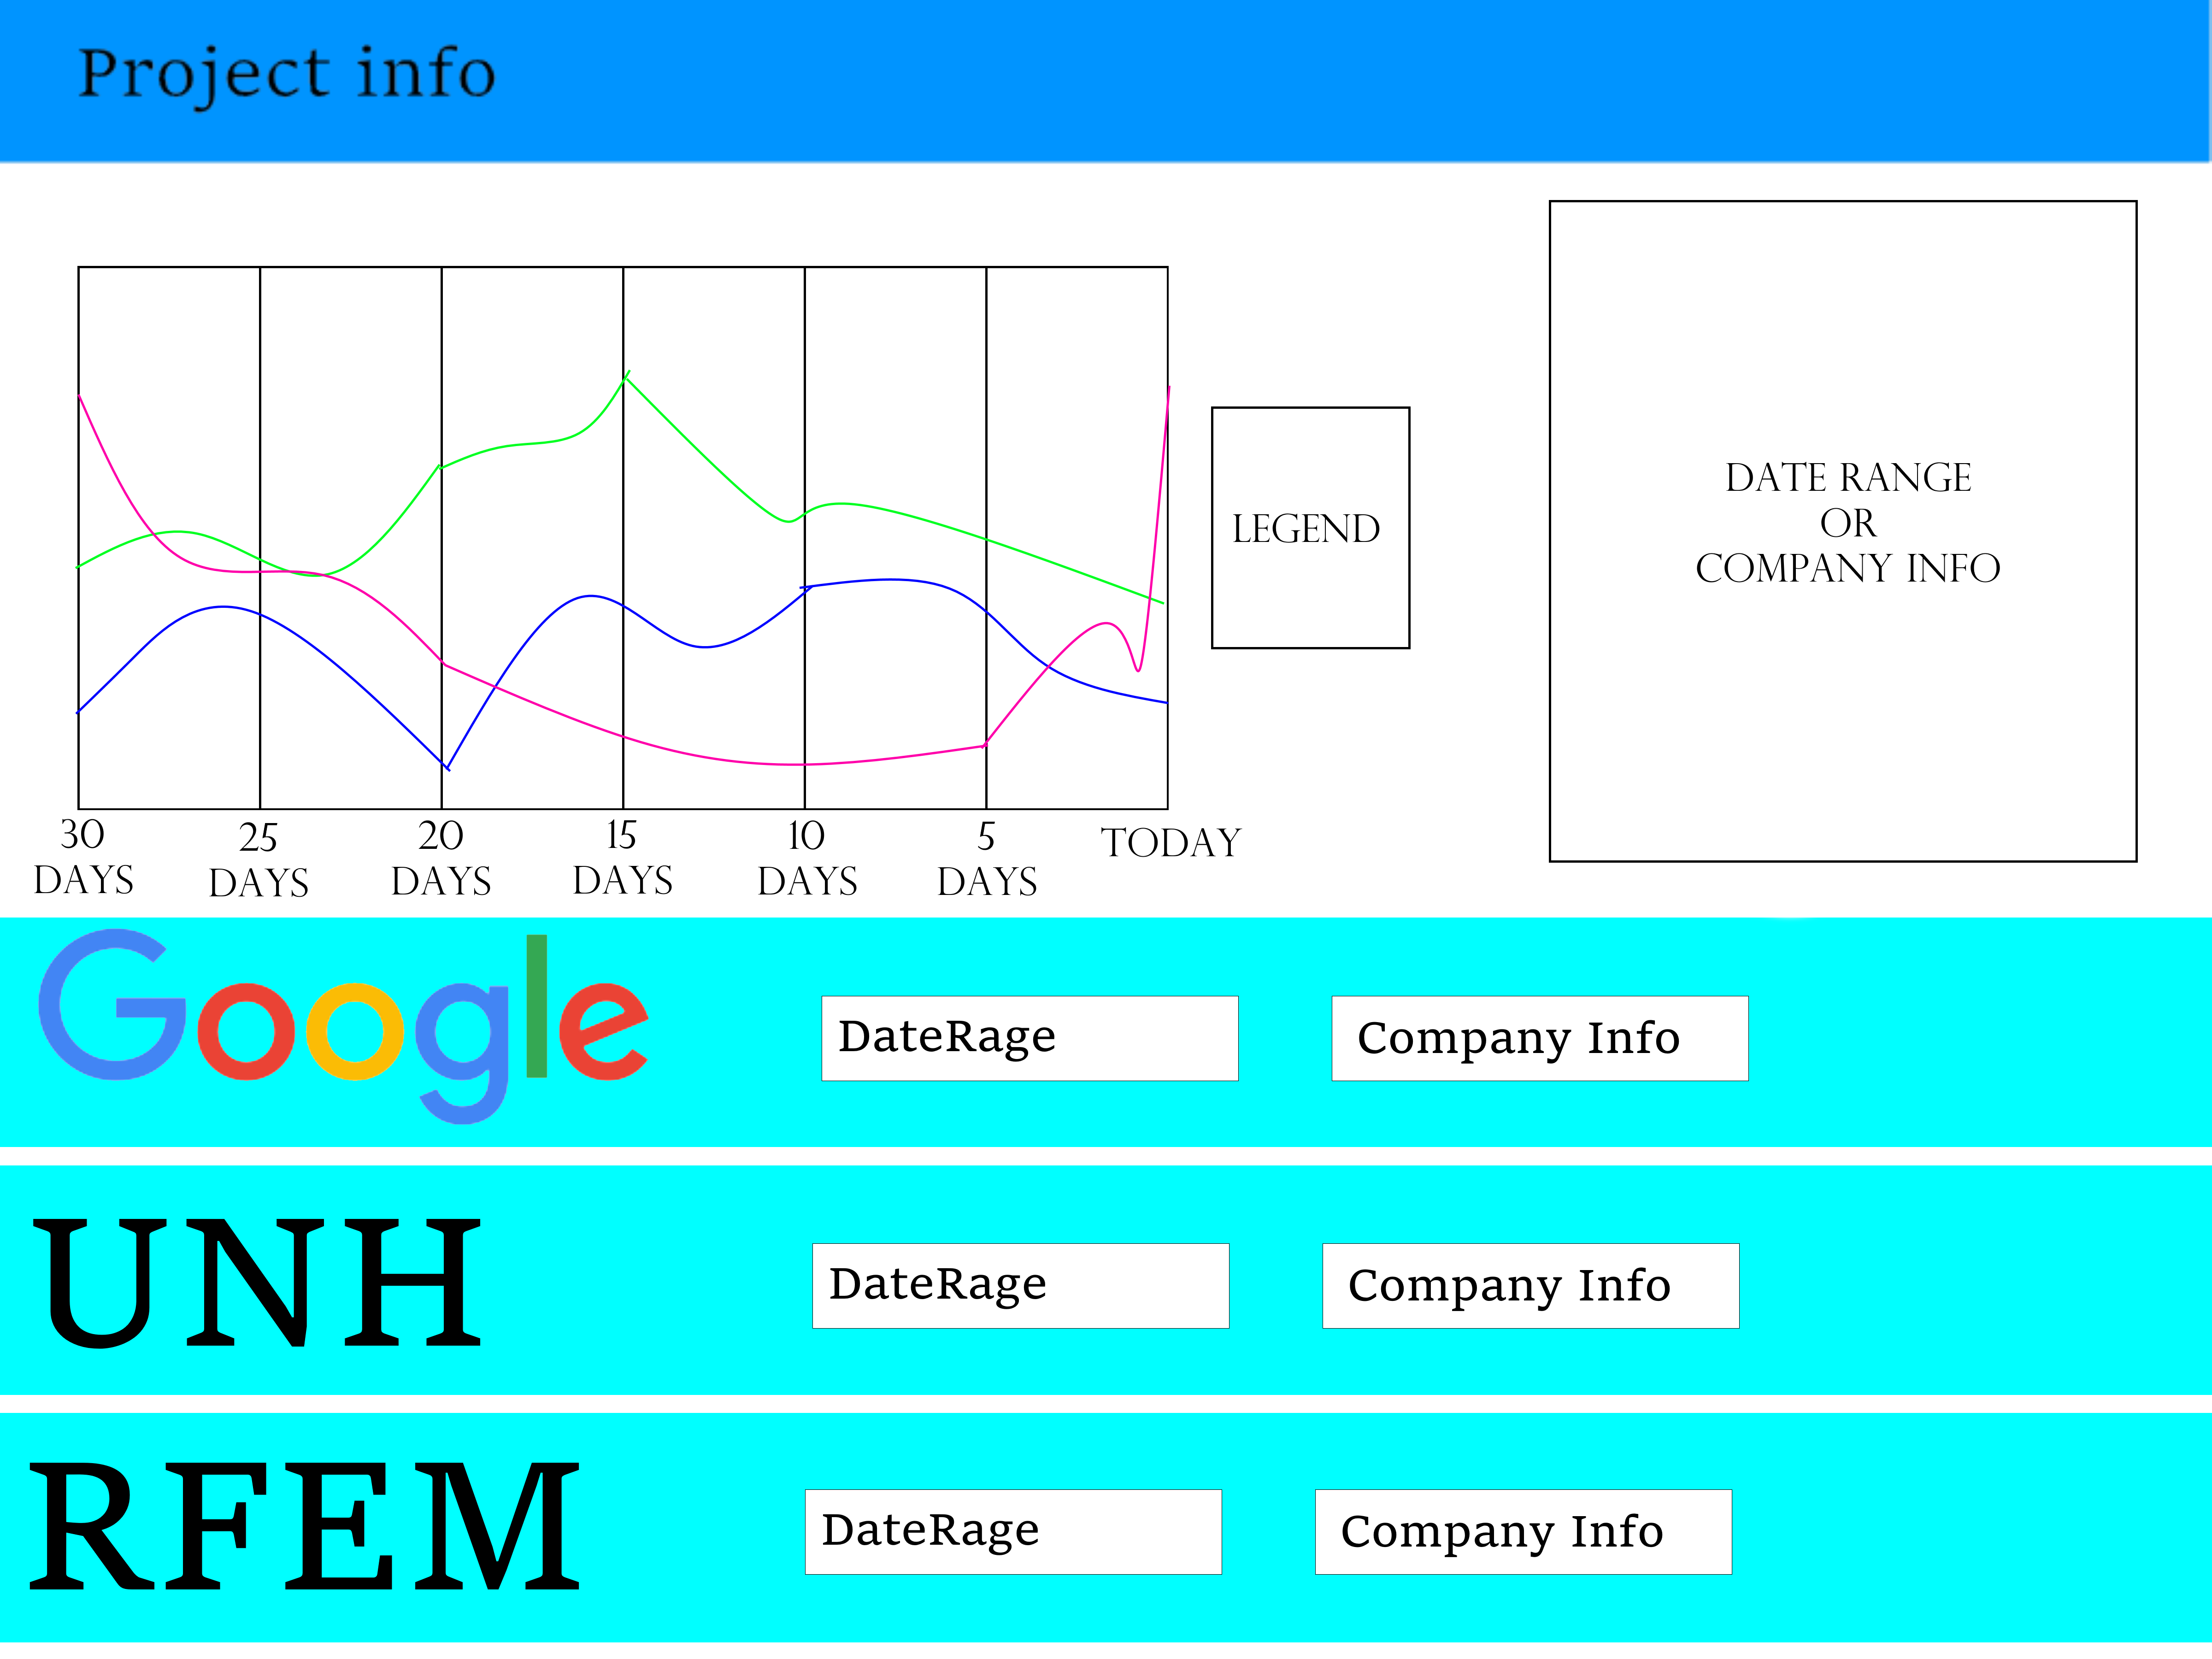 Project info
LEGEND
DATE RANGE
OR
COMPANY INFO
30
DAYS
25
DAYS
20
DAYS
15
DAYS
10
DAYS
5
DAYS
TODAY
Google
DateRage
Company Info
UNH
DateRage
Company Info
RFEM
DateRage
Company Info